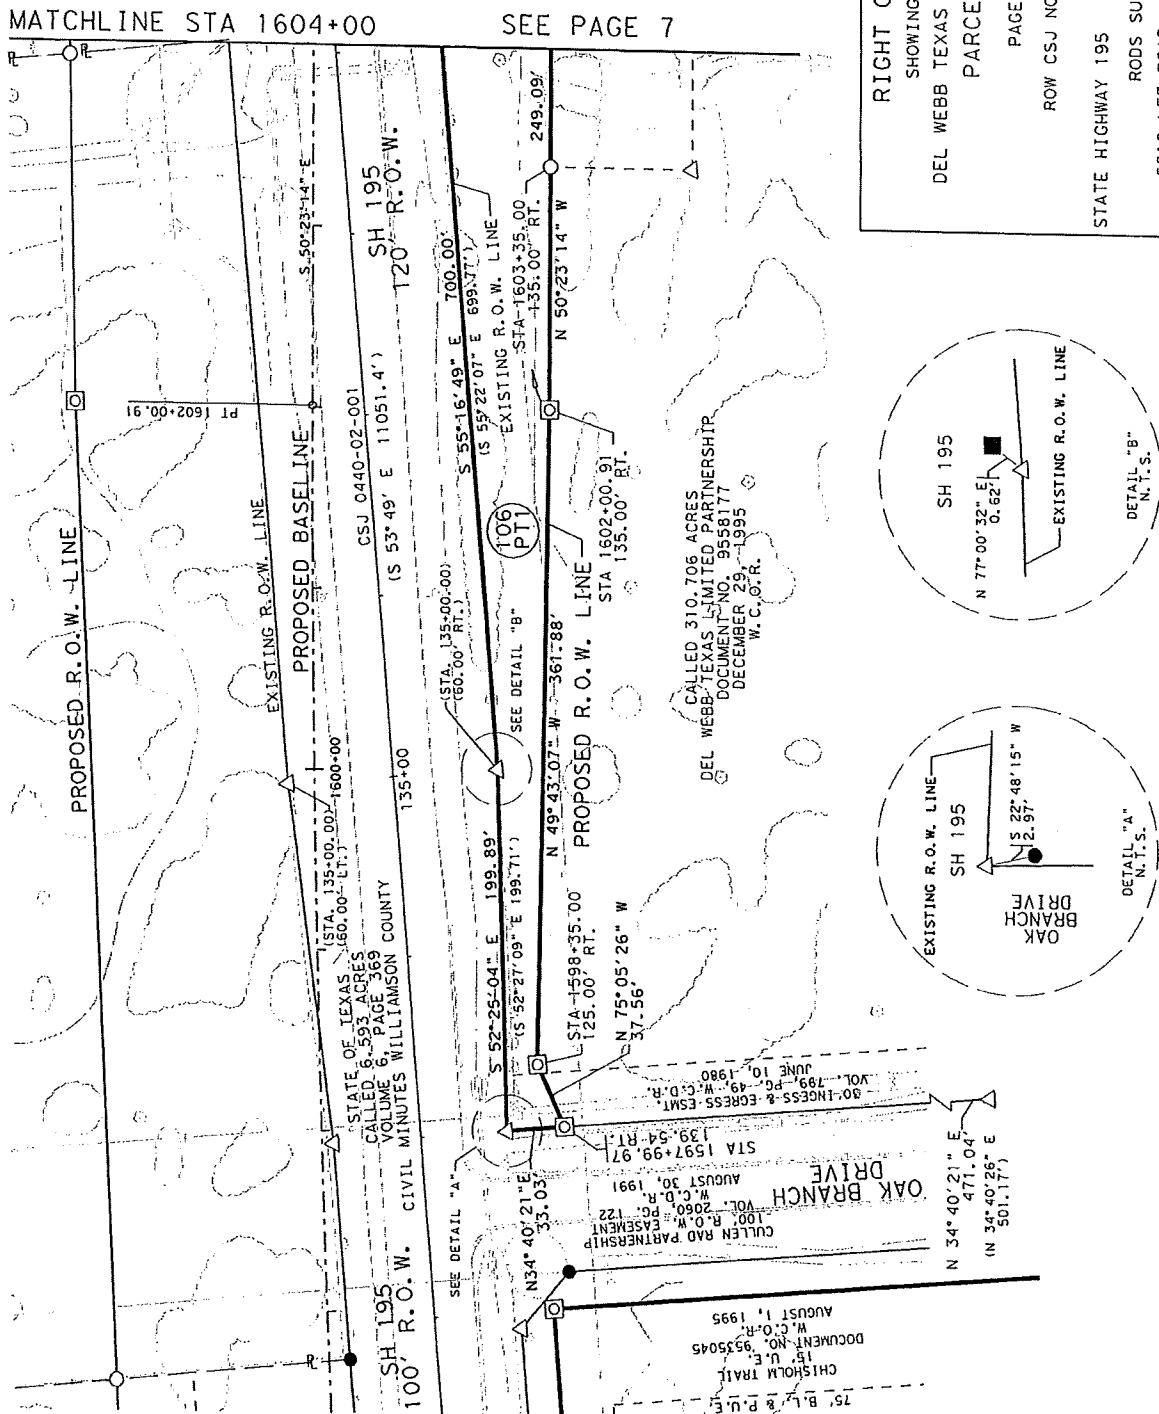 MATCHLINE STA 1604+00
SEE PAGE 7
RIGHT O
SHOWING
DEL WEBB TEXAS
PARCE
PAGE
ROW CSJ NO
STATE HIGHWAY 195
RODS SU
PROPOSED R.O.W. LINE
PT 1602+00.91
S 50°23'14" E
PROPOSED BASELINE
EXISTING R.O.W. LINE
CSJ 0440-02-001
(S 53°49' E 11051.4')
SH 195
120' R.O.W.
S 55°16'49" E 700.00'
(S 55°22'07" E 699.77')
EXISTING R.O.W. LINE
249.09'
STA 1603+35.00
135.00' RT.
N 50°23'14" W
106
PT1
STA 1602+00.91
135.00' RT.
(STA. 135+00.00)
(60.00' RT.)
SEE DETAIL "B"
N 49°43'07" W 361.88'
PROPOSED R.O.W. LINE
CALLED 310.706 ACRES
DEL WEBB TEXAS LIMITED PARTNERSHIP
DOCUMENT NO. 9558177
DECEMBER 29, 1995
W.C.O.R.
1600+00
(STA. 135+00.00)
(60.00' LT.)
135+00
STATE OF TEXAS
CALLED 6.593 ACRES
VOLUME 6, PAGE 369
CIVIL MINUTES WILLIAMSON COUNTY
S 52°25'04" E 199.89'
(S 52°27'09" E 199.71')
STA 1598+35.00
125.00' RT.
N 75°05'26" W
37.56'
SEE DETAIL "A"
N34°40'21"E
33.03'
STA 1597+99.97
139.54 RT.
30' INGESS & EGRESS ESMT.
VOL. 799, PG. 49, W.C.D.R.
JUNE 10, 1980
OAK BRANCH
DRIVE
CULLEN RAD PARTNERSHIP
100' R.O.W. EASEMENT
VOL. 2060, PG. 122
W.C.D.R.
AUGUST 30, 1991
N 34°40'21" E
471.04'
(N 34°40'26" E
501.17')
SH 195
100' R.O.W.
CHISHOLM TRAIL
15' U.E.
DOCUMENT NO. 9535045
W.C.O.R.
AUGUST 1, 1995
75' B.L. & P.U.E.
SH 195
N 77°00'32" E
0.62'
EXISTING R.O.W. LINE
DETAIL "B"
N.T.S.
EXISTING R.O.W. LINE
SH 195
S 22°48'15" W
2.97'
OAK
BRANCH
DRIVE
DETAIL "A"
N.T.S.